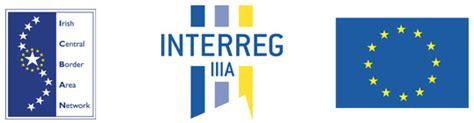 Irish
Central
Border
Area
Network
INTERREG
IIIA